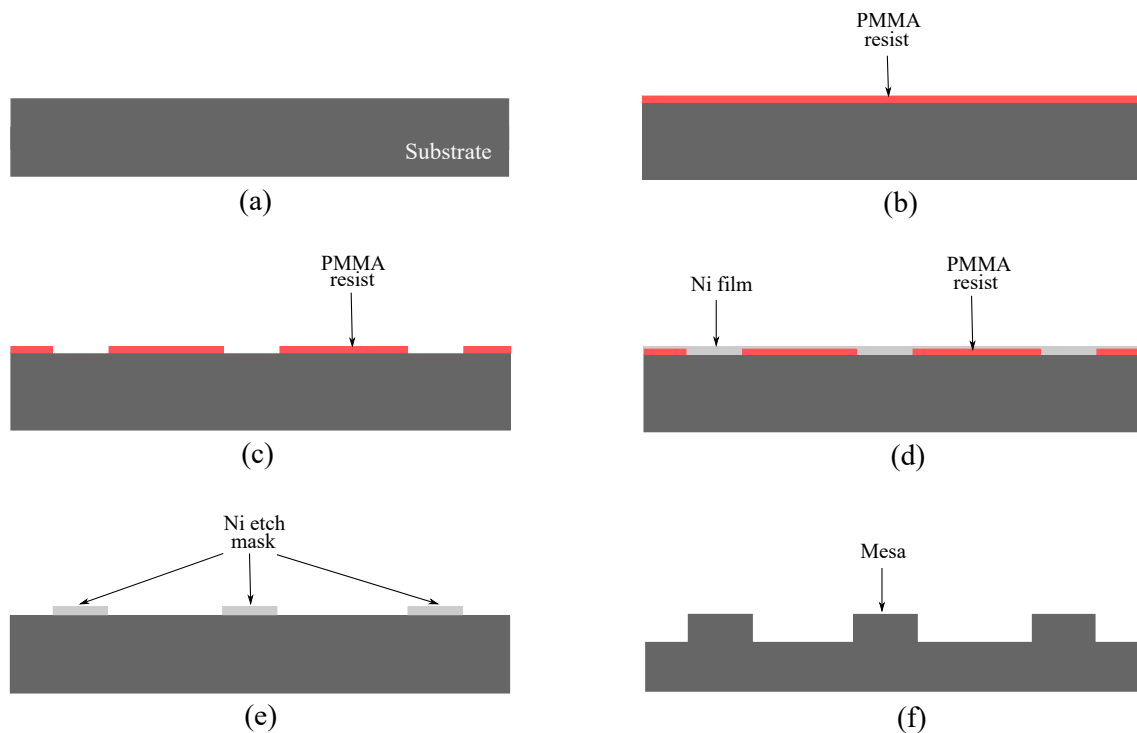 PMMA
resist
Substrate
(a)
(b)
PMMA
resist
(c)
Ni film
PMMA
resist
(d)
Ni etch
mask
(e)
Mesa
(f)